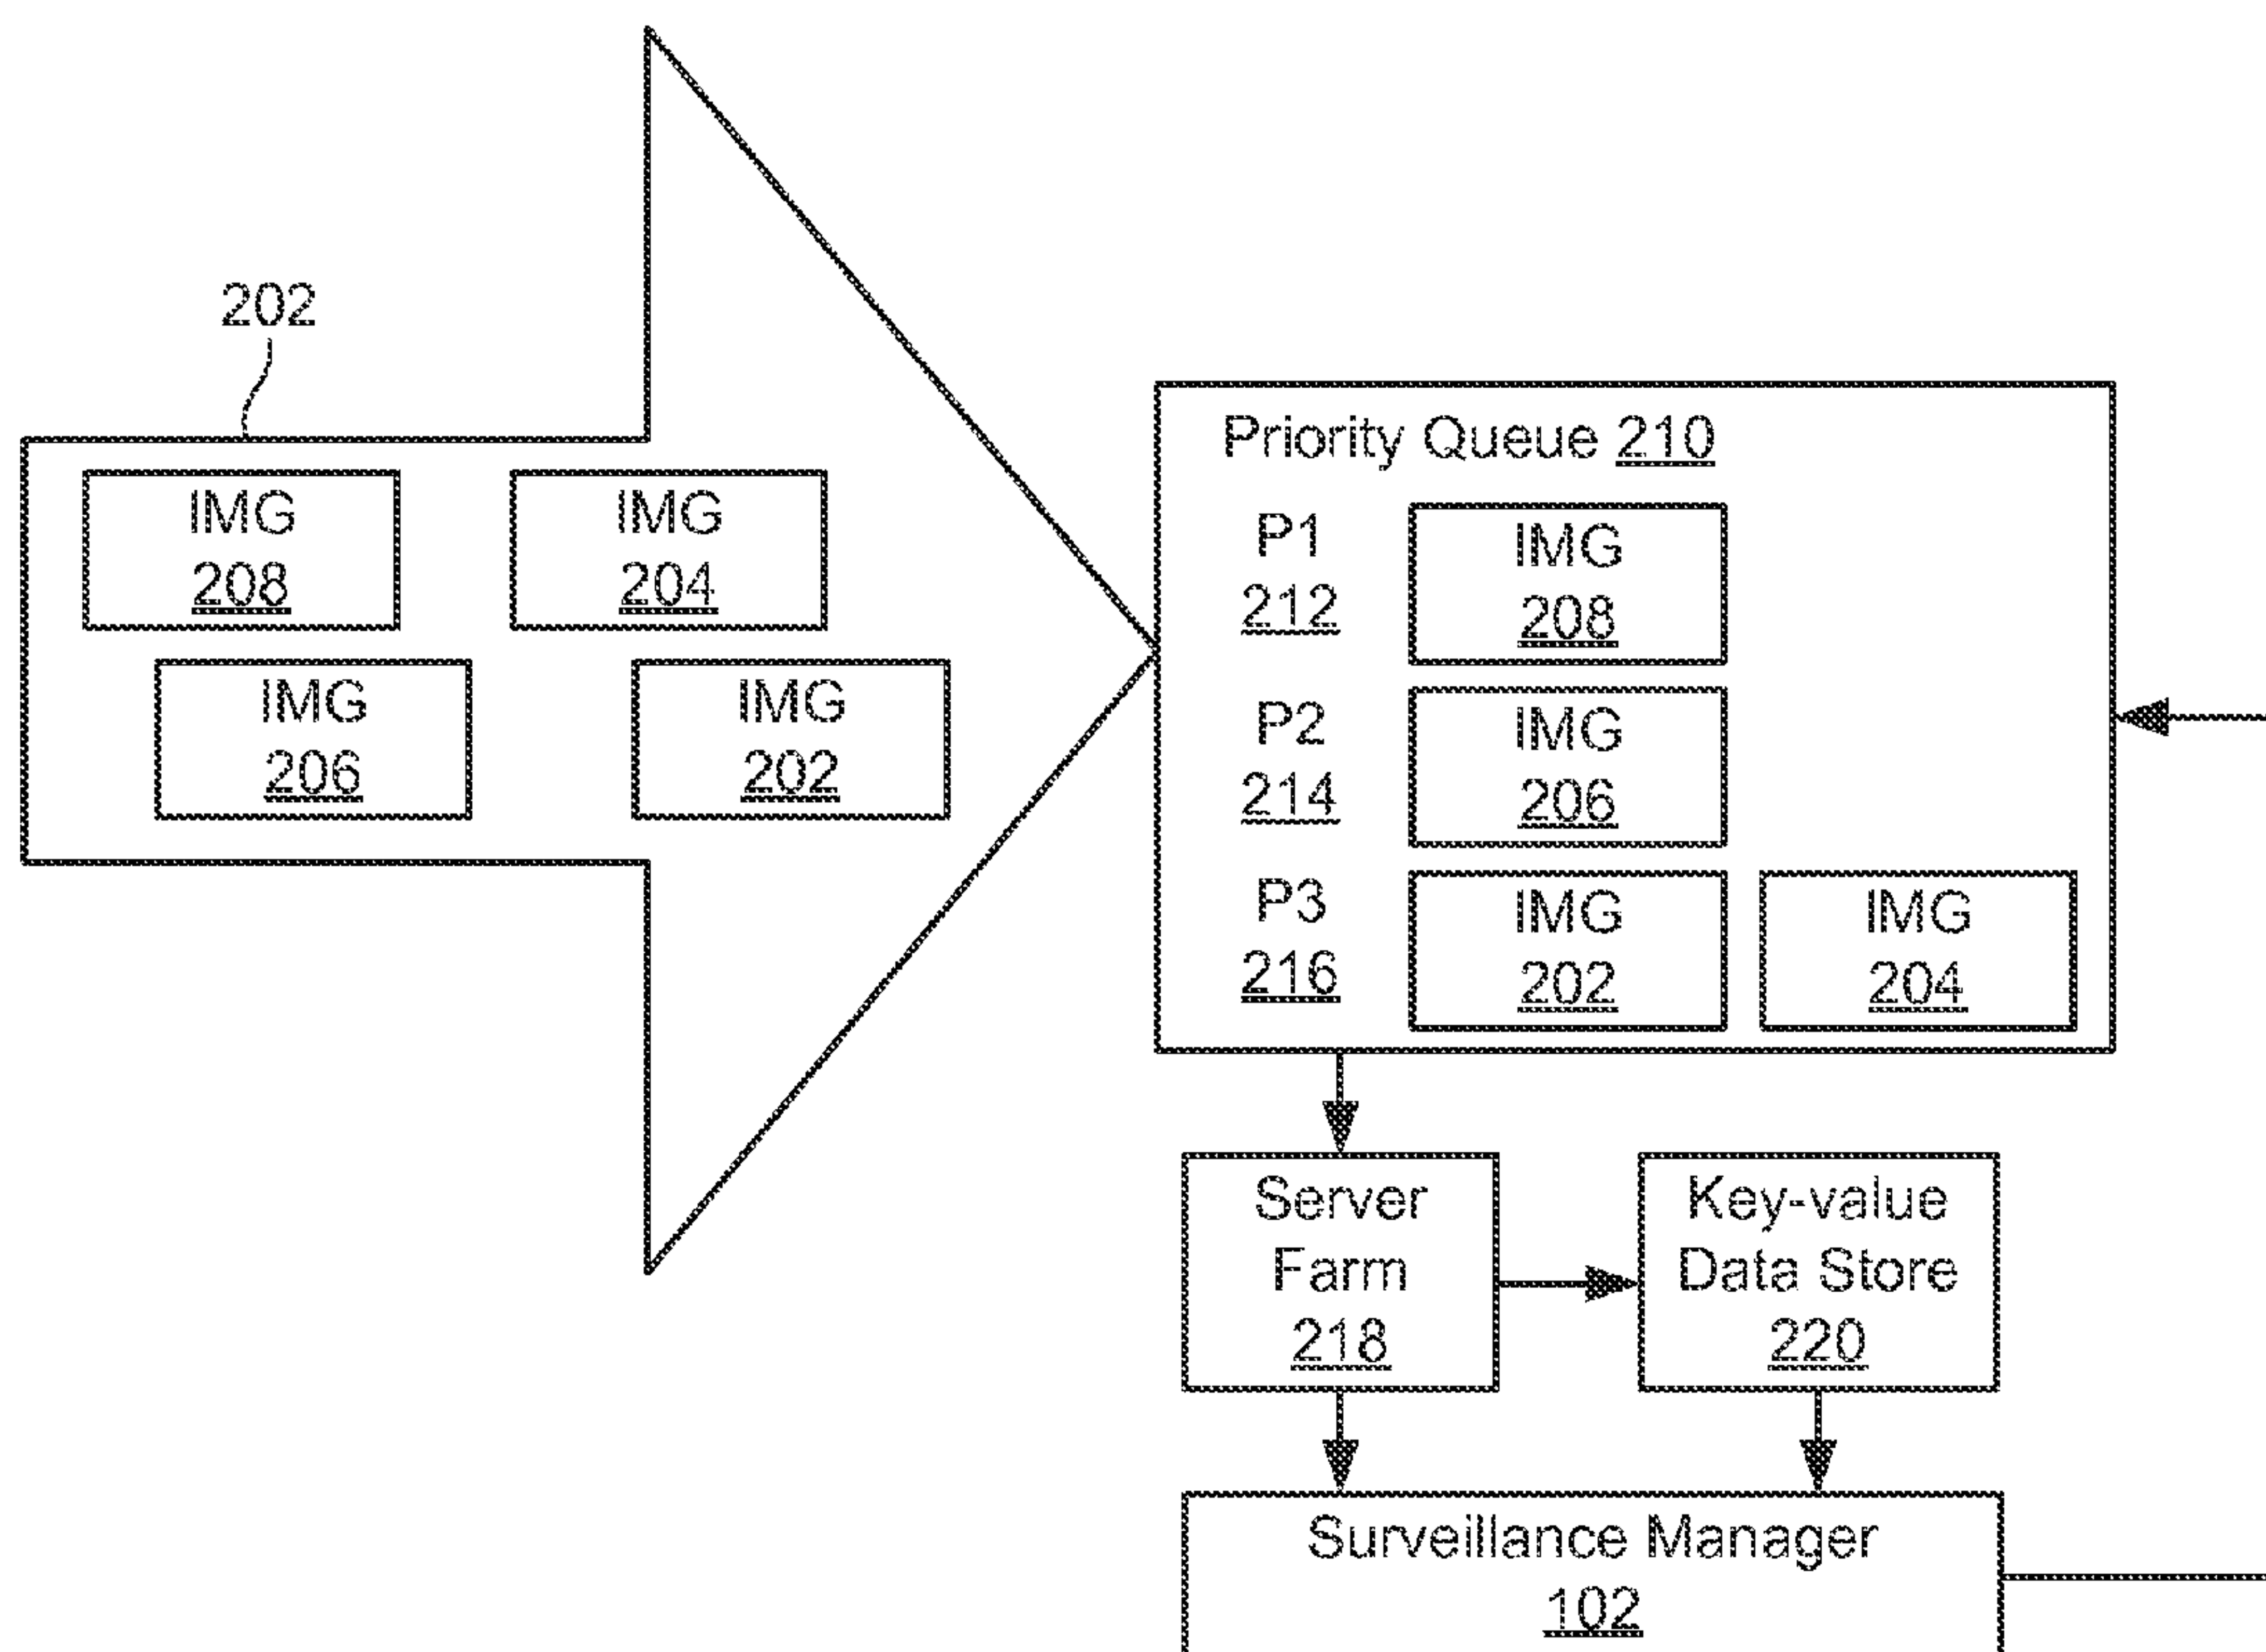 202
IMG
208
IMG
204
IMG
206
IMG
202
Priority Queue 210
P1
212
IMG
208
P2
214
IMG
206
P3
216
IMG
202
IMG
204
Server
Farm
218
Key-value
Data Store
220
Surveillance Manager
102